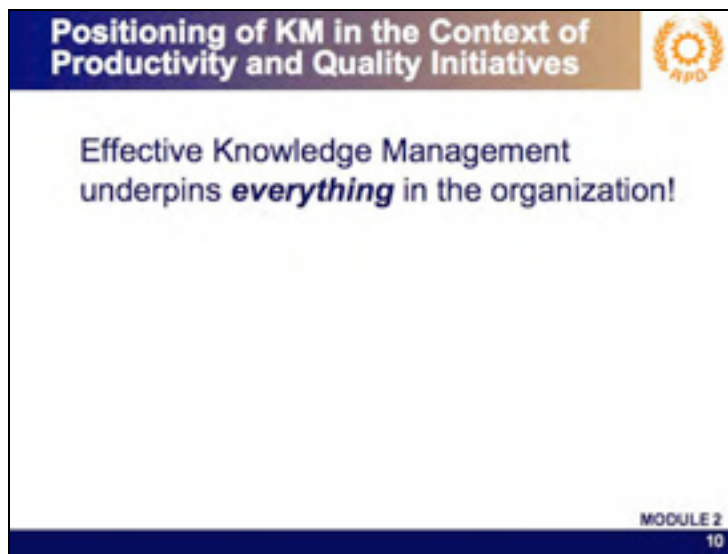 Positioning of KM in the Context of
Productivity and Quality Initiatives
APO
Effective Knowledge Management
underpins everything in the organization!
MODULE 2
10